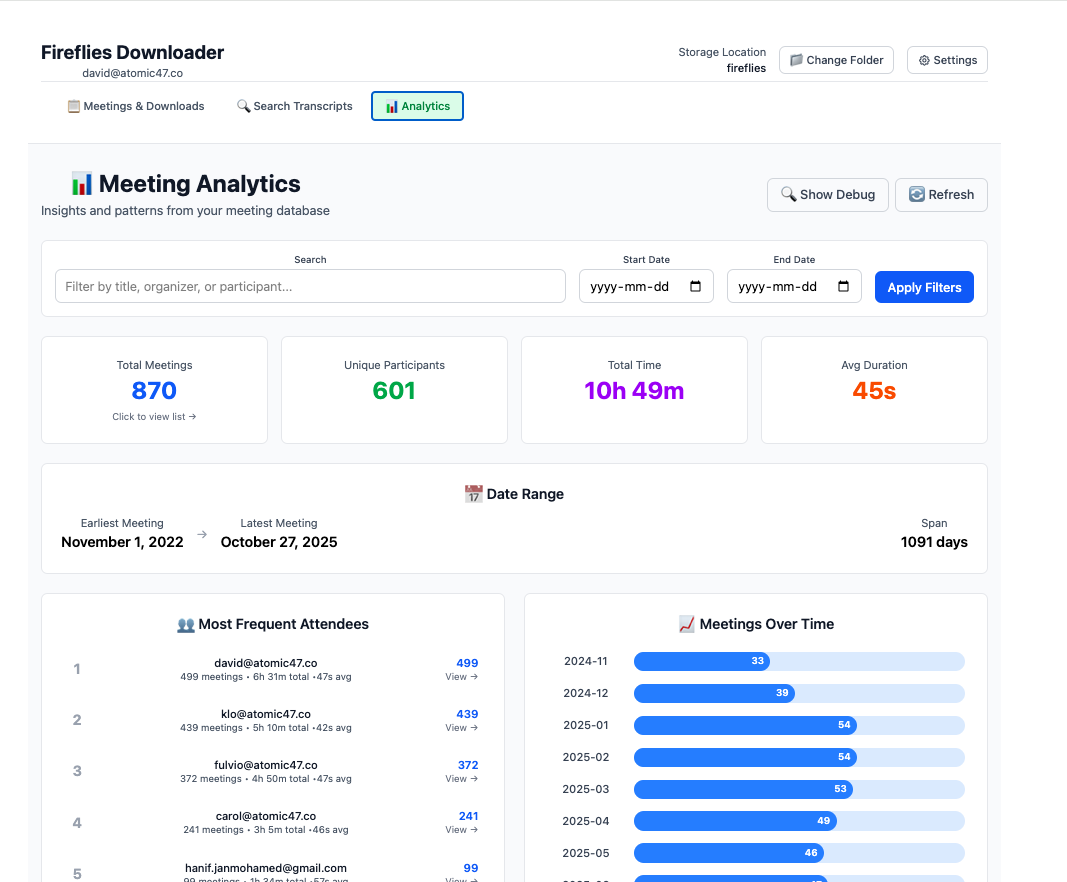 Fireflies Downloader
david@atomic47.co
Storage Location
fireflies
Change Folder
Settings
Meetings & Downloads
Search Transcripts
Analytics
Meeting Analytics
Insights and patterns from your meeting database
Show Debug
Refresh
Search
Filter by title, organizer, or participant...
Start Date
yyyy-mm-dd
End Date
yyyy-mm-dd
Apply Filters
Total Meetings
870
Click to view list →
Unique Participants
601
Total Time
10h 49m
Avg Duration
45s
17 Date Range
Earliest Meeting
November 1, 2022
→
Latest Meeting
October 27, 2025
Span
1091 days
Most Frequent Attendees
1
david@atomic47.co
499 meetings • 6h 31m total •47s avg
499
View →
2
klo@atomic47.co
439 meetings • 5h 10m total •42s avg
439
View →
3
fulvio@atomic47.co
372 meetings • 4h 50m total •47s avg
372
View →
4
carol@atomic47.co
241 meetings • 3h 5m total •46s avg
241
View →
5
hanif.janmohamed@gmail.com
99 meetings • 1h 34m total •57s avg
99
View →
Meetings Over Time
2024-11 33
2024-12 39
2025-01 54
2025-02 54
2025-03 53
2025-04 49
2025-05 46